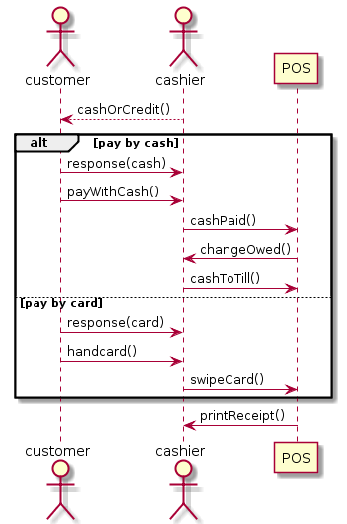 customer cashier POS
cashOrCredit()
alt [pay by cash]
response(cash)
payWithCash()
cashPaid()
chargeOwed()
cashToTill()
[pay by card]
response(card)
handcard()
swipeCard()
printReceipt()
customer cashier POS